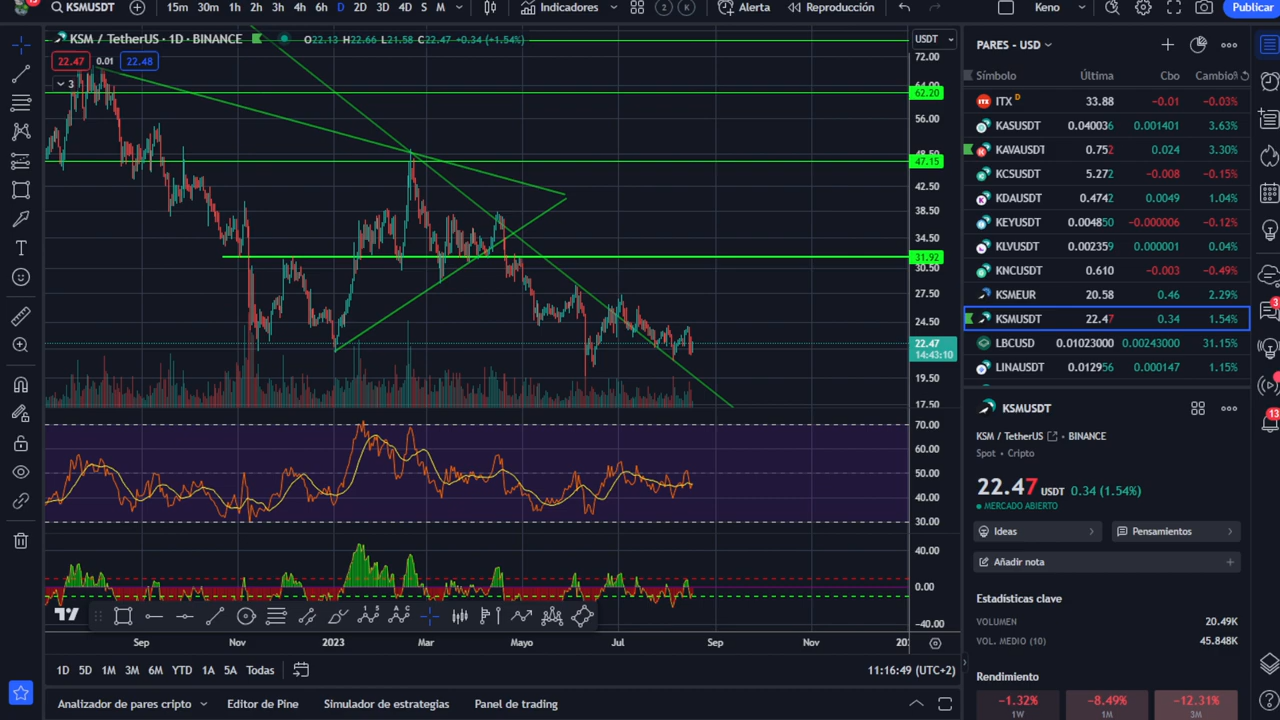 KSMUSDT 15m 30m 1h 2h 3h 4h 6h D 2D 3D 4D S M Indicadores 2 K Alerta Reproducción Keno Publicar
KSM / TetherUS · 1D · BINANCE O22.13 H22.66 L21.58 C22.47 +0.34 (+1.54%)
22.47 0.01 22.48
3
USDT
72.00
62.20
56.00
47.15
42.50
38.50
34.50
31.92
30.50
27.50
24.50
22.47
14:43:10
19.50
17.50
70.00
60.00
50.00
40.00
30.00
40.00
0.00
−40.00
Sep Nov 2023 Mar Mayo Jul Sep Nov
1D 5D 1M 3M 6M YTD 1A 5A Todas 11:16:49 (UTC+2)
Analizador de pares cripto Editor de Pine Simulador de estrategias Panel de trading
PARES - USD
Símbolo Última Cbo Cambio%
ITX D 33.88 −0.01 −0.03%
KASUSDT 0.040036 0.001401 3.63%
KAVAUSDT 0.752 0.024 3.30%
KCSUSDT 5.272 −0.008 −0.15%
KDAUSDT 0.4742 0.0049 1.04%
KEYUSDT 0.004850 −0.000006 −0.12%
KLVUSDT 0.002359 0.000001 0.04%
KNCUSDT 0.610 −0.003 −0.49%
KSMEUR 20.58 0.46 2.29%
KSMUSDT 22.47 0.34 1.54%
LBCUSD 0.01023000 0.00243000 31.15%
LINAUSDT 0.012956 0.000147 1.15%
KSMUSDT
KSM / TetherUS · BINANCE
Spot · Cripto
22.47 USDT 0.34 (1.54%)
MERCADO ABIERTO
Ideas Pensamientos
Añadir nota
Estadísticas clave
VOLUMEN 20.49K
VOL. MEDIO (10) 45.848K
Rendimiento
−1.32% −8.49% −12.31%
1W 1M 3M